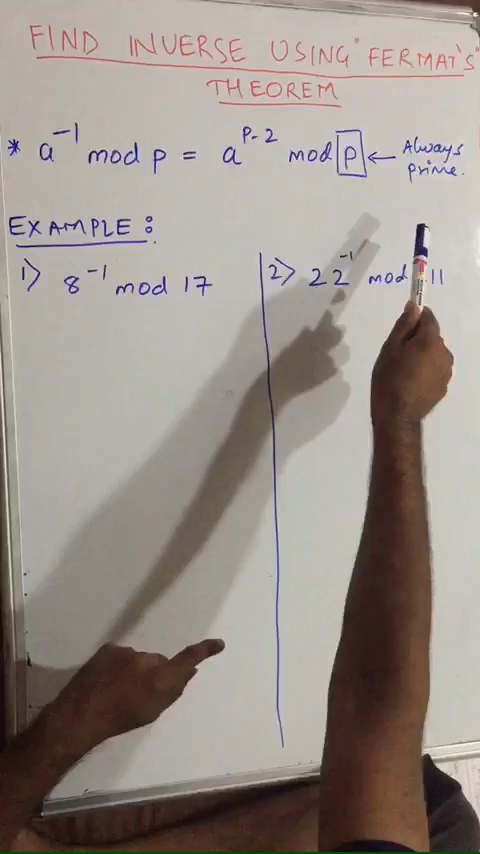 FIND INVERSE USING "FERMAT'S"
THEOREM
* a⁻¹ mod p = a^(P-2) mod p ← Always prime.
EXAMPLE :
1) 8⁻¹ mod 17
2) 22⁻¹ mod 11